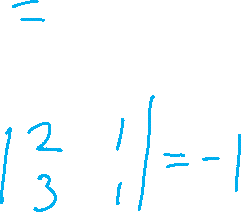 =
| 2 1 |
| 3 1 | = -1